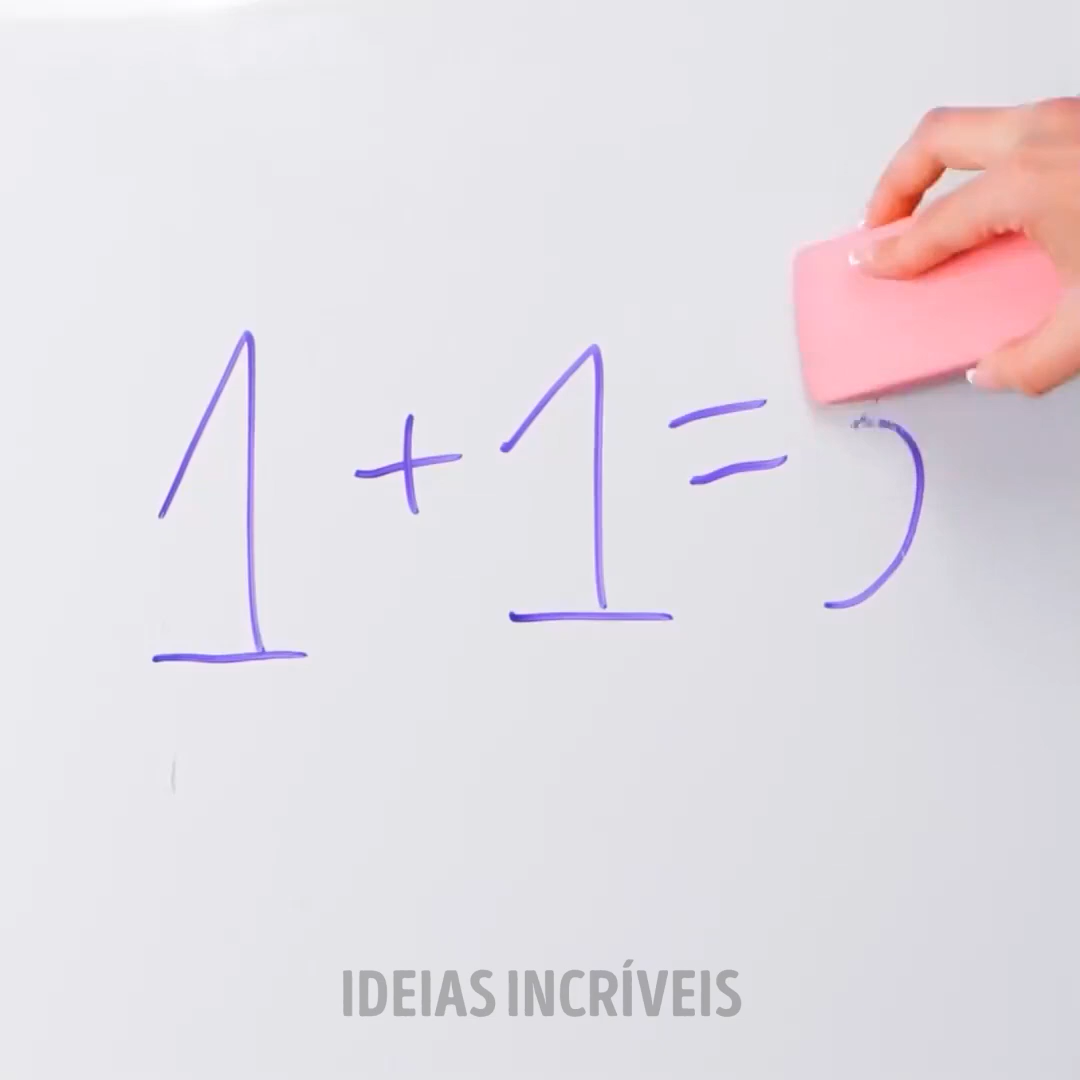 1 + 1 =
IDEIAS INCRÍVEIS